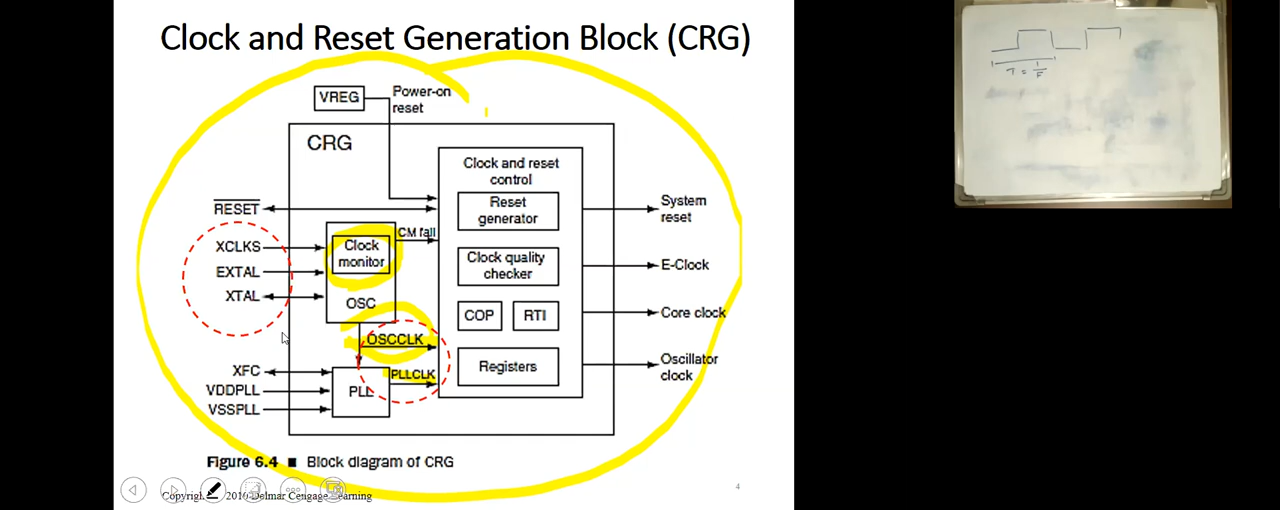 Clock and Reset Generation Block (CRG)
VREG
Power-on
reset
CRG
Clock and reset
control
RESET
Reset
generator
System
reset
XCLKS
Clock
monitor
CM fail
EXTAL
Clock quality
checker
E-Clock
XTAL
OSC
COP
RTI
Core clock
OSCCLK
Registers
Oscillator
clock
XFC
PLLCLK
VDDPLL
PLL
VSSPLL
Figure 6.4 ■ Block diagram of CRG
2010 Delmar Cengage Learning
4
T = 1/F